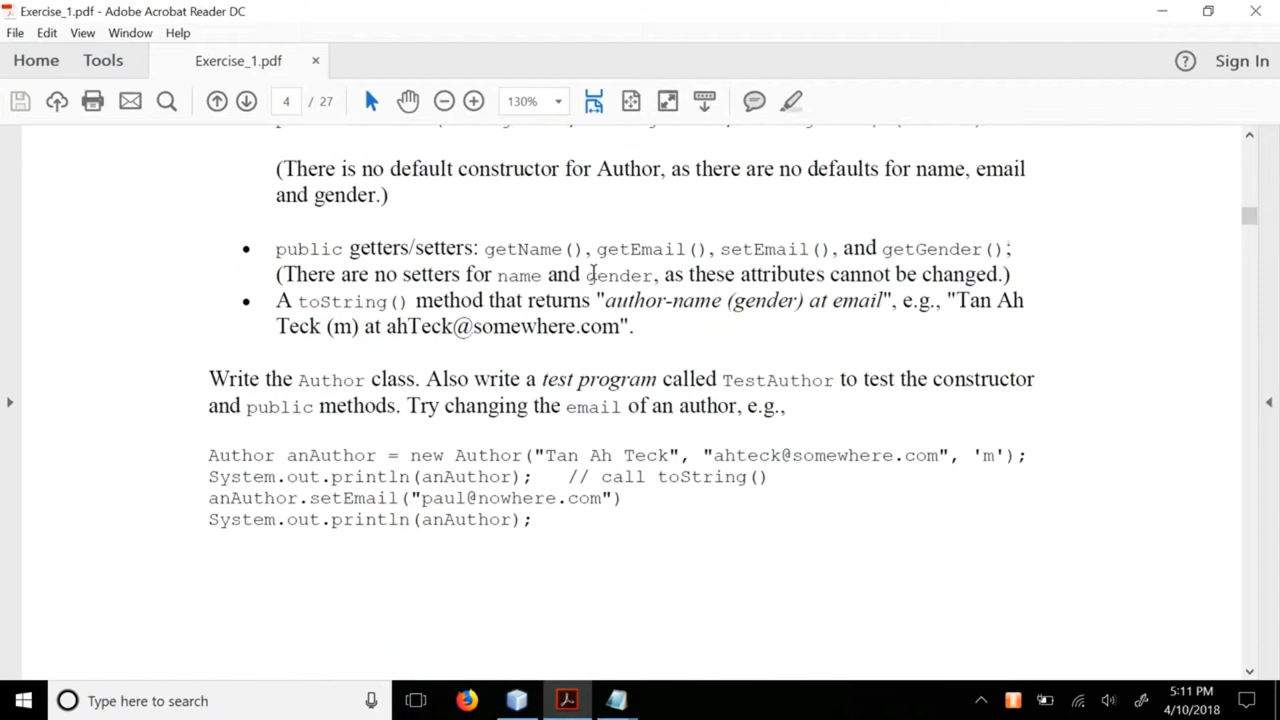 Exercise_1.pdf - Adobe Acrobat Reader DC
File Edit View Window Help
Home Tools Exercise_1.pdf × ? Sign In
4 / 27 130%
(There is no default constructor for Author, as there are no defaults for name, email
and gender.)
• public getters/setters: getName(), getEmail(), setEmail(), and getGender();
(There are no setters for name and gender, as these attributes cannot be changed.)
• A toString() method that returns "author-name (gender) at email", e.g., "Tan Ah
Teck (m) at ahTeck@somewhere.com".
Write the Author class. Also write a test program called TestAuthor to test the constructor
and public methods. Try changing the email of an author, e.g.,
Author anAuthor = new Author("Tan Ah Teck", "ahteck@somewhere.com", 'm');
System.out.println(anAuthor);   // call toString()
anAuthor.setEmail("paul@nowhere.com")
System.out.println(anAuthor);
Type here to search
5:11 PM
4/10/2018